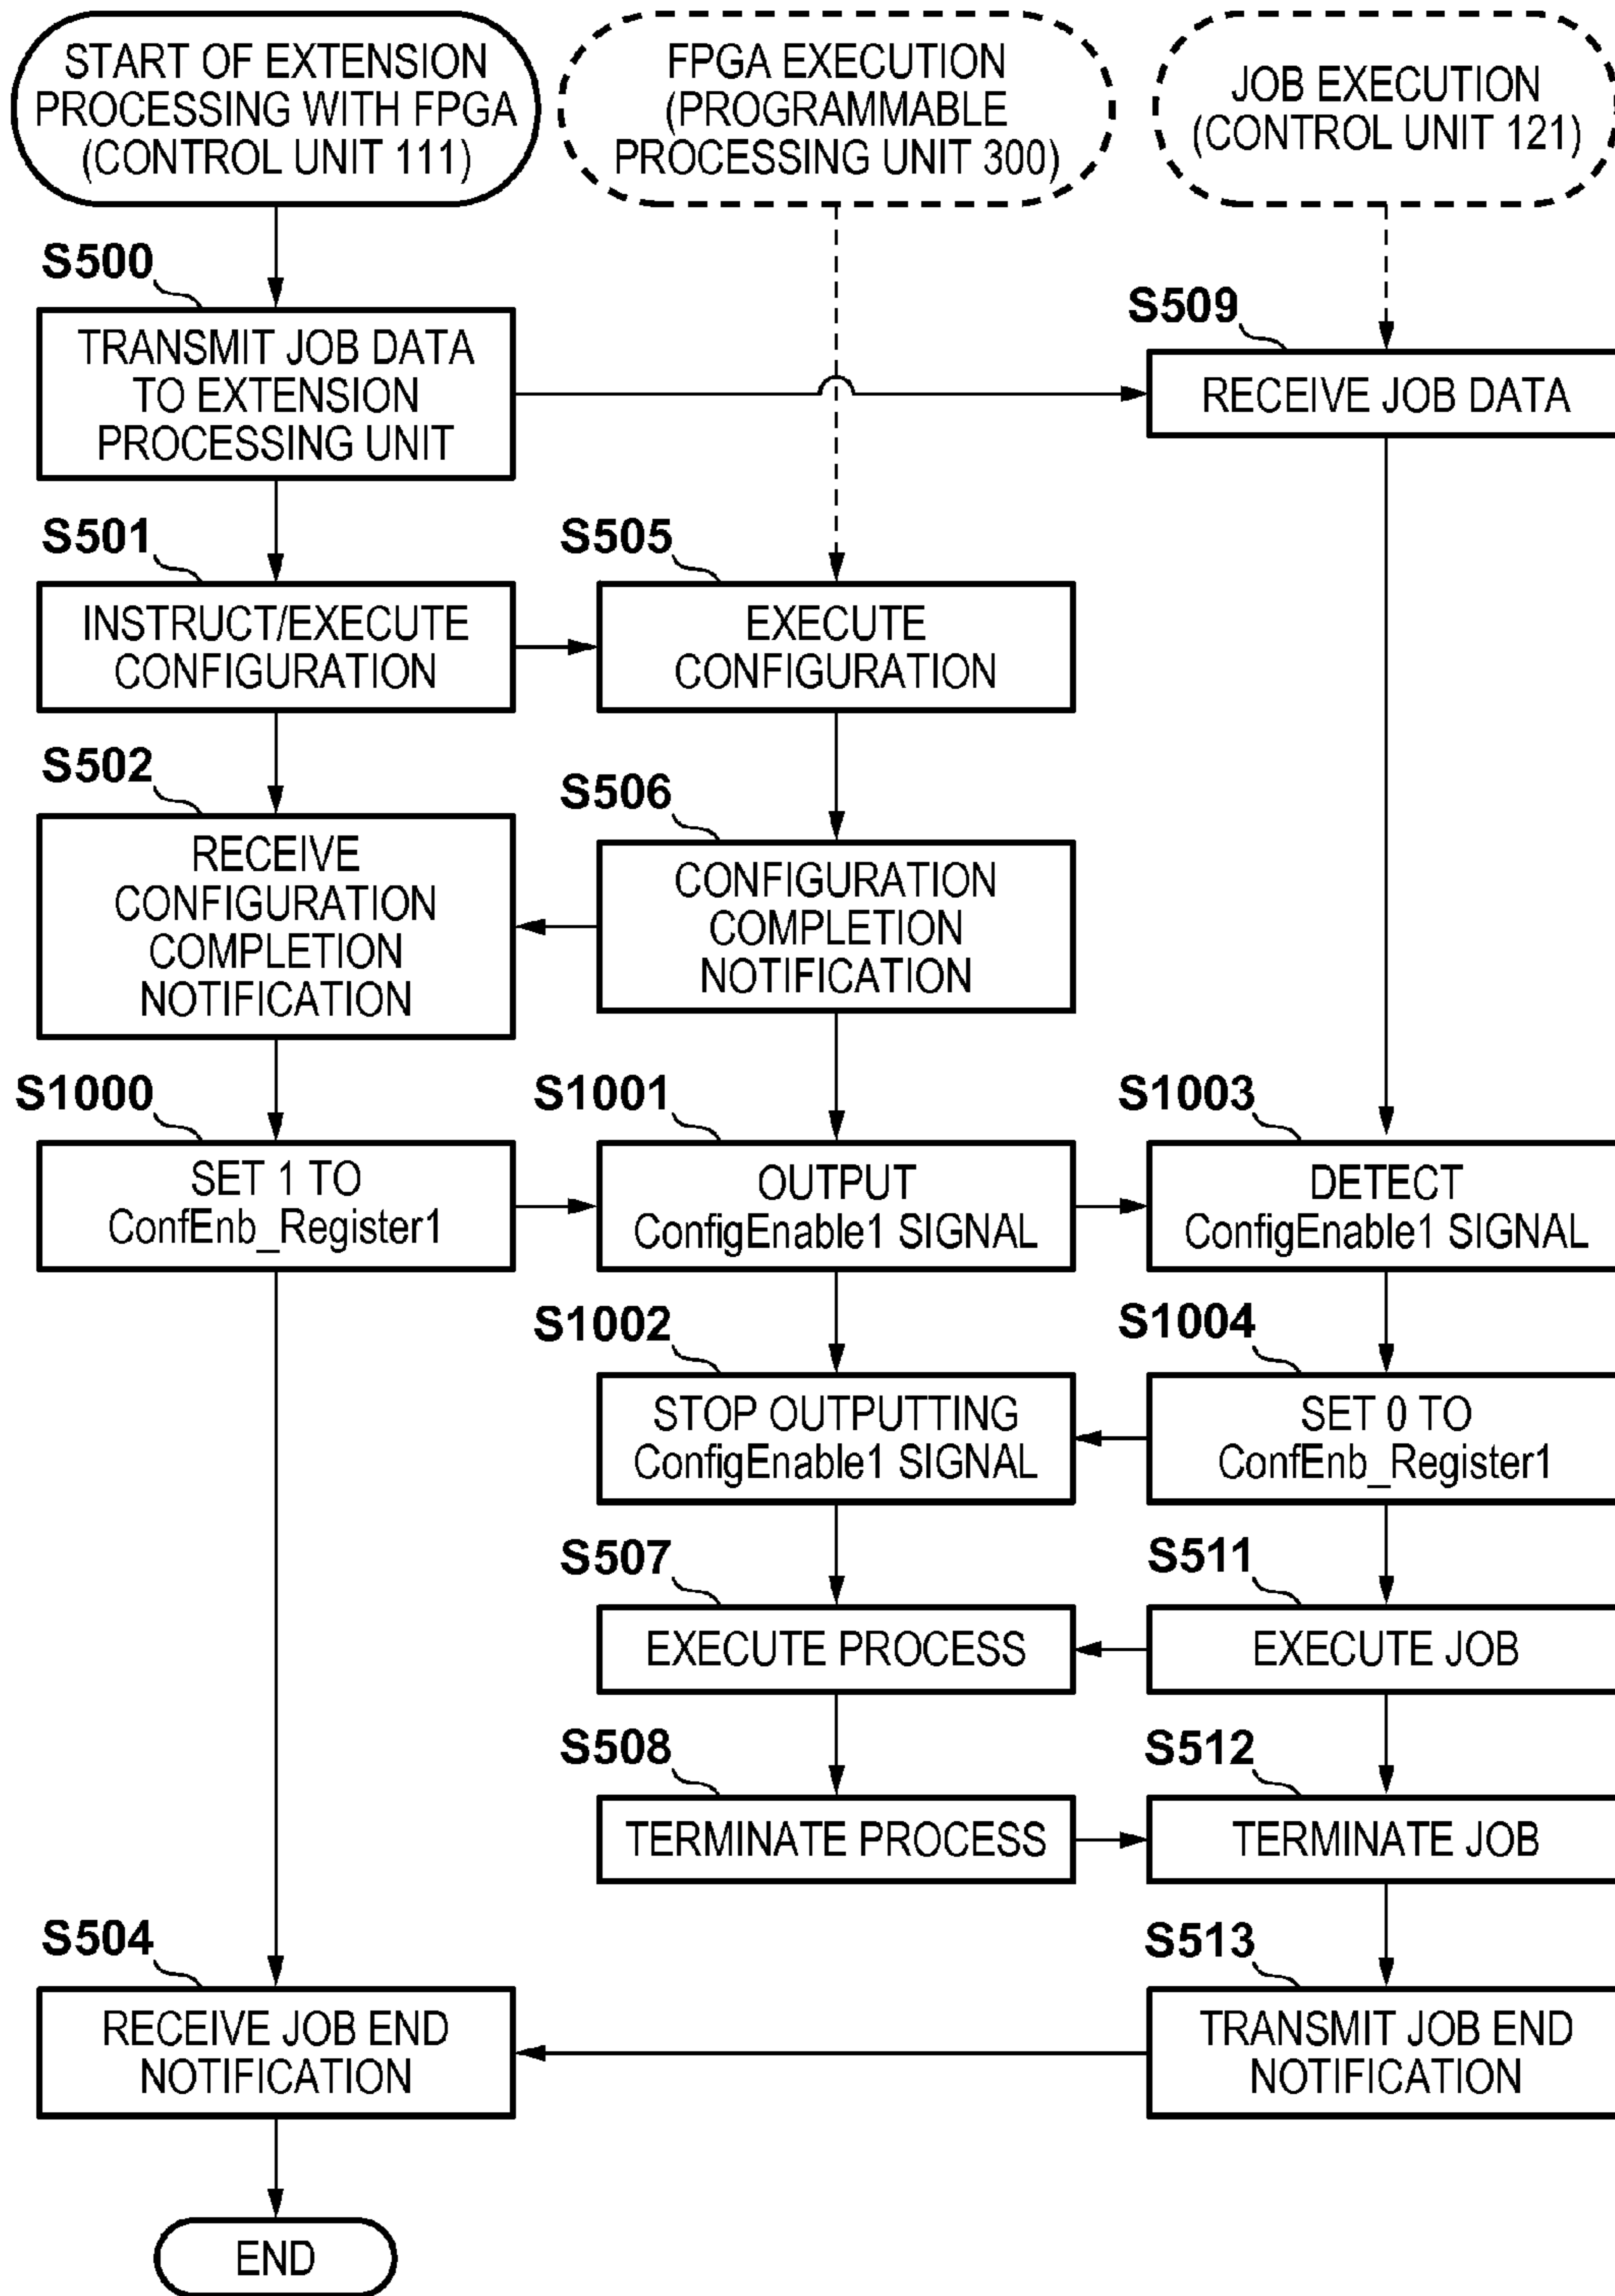 START OF EXTENSION
PROCESSING WITH FPGA
(CONTROL UNIT 111)
FPGA EXECUTION
(PROGRAMMABLE
PROCESSING UNIT 300)
JOB EXECUTION
(CONTROL UNIT 121)
S500
TRANSMIT JOB DATA
TO EXTENSION
PROCESSING UNIT
S509
RECEIVE JOB DATA
S501
INSTRUCT/EXECUTE
CONFIGURATION
S505
EXECUTE
CONFIGURATION
S502
RECEIVE
CONFIGURATION
COMPLETION
NOTIFICATION
S506
CONFIGURATION
COMPLETION
NOTIFICATION
S1000
SET 1 TO
ConfEnb_Register1
S1001
OUTPUT
ConfigEnable1 SIGNAL
S1003
DETECT
ConfigEnable1 SIGNAL
S1002
STOP OUTPUTTING
ConfigEnable1 SIGNAL
S1004
SET 0 TO
ConfEnb_Register1
S507
EXECUTE PROCESS
S511
EXECUTE JOB
S508
TERMINATE PROCESS
S512
TERMINATE JOB
S504
RECEIVE JOB END
NOTIFICATION
S513
TRANSMIT JOB END
NOTIFICATION
END